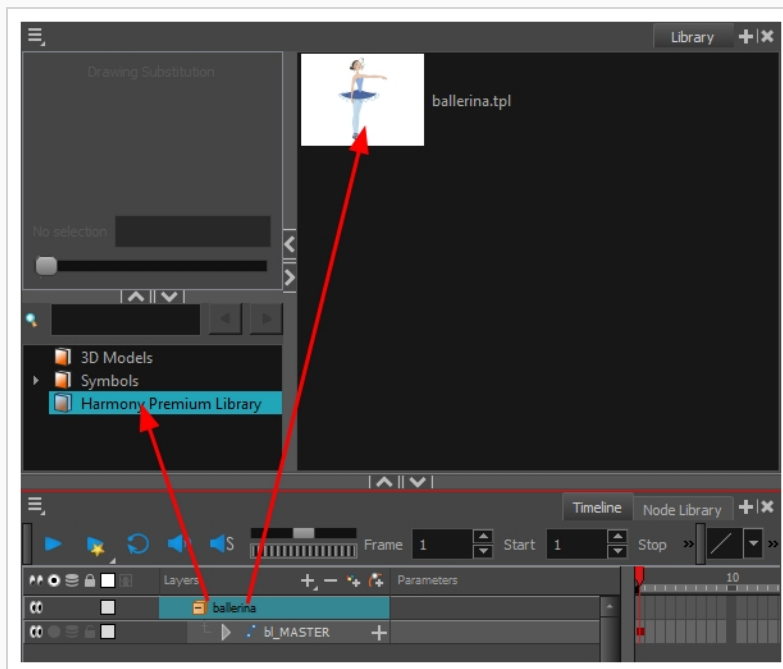 Library
Drawing Substitution
ballerina.tpl
No selection
3D Models
Symbols
Harmony Premium Library
Timeline
Node Library
S
Frame 1
Start 1
Stop
Layers
Parameters
10
ballerina
bl_MASTER